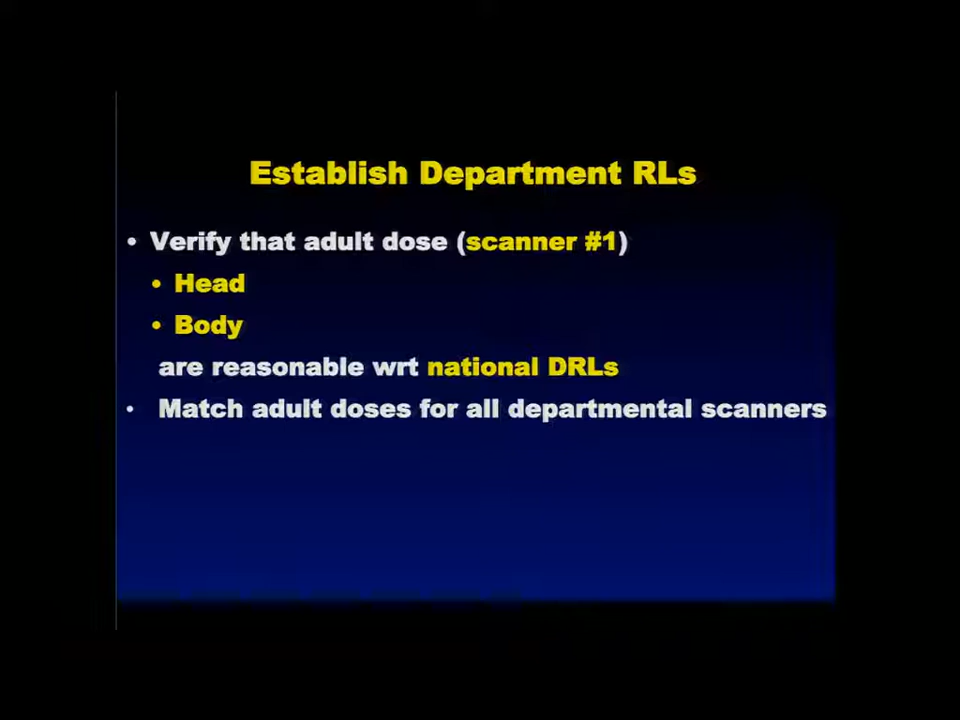 Establish Department RLs
• Verify that adult dose (scanner #1)
• Head
• Body
are reasonable wrt national DRLs
• Match adult doses for all departmental scanners